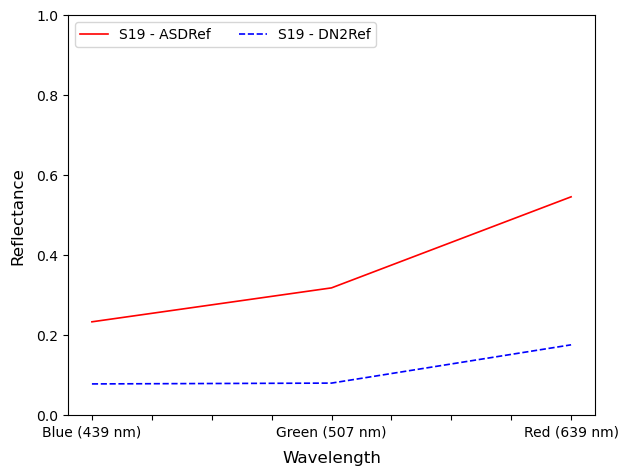 S19 - ASDRef
S19 - DN2Ref
1.0
0.8
0.6
0.4
0.2
0.0
Reflectance
Blue (439 nm)
Green (507 nm)
Red (639 nm)
Wavelength